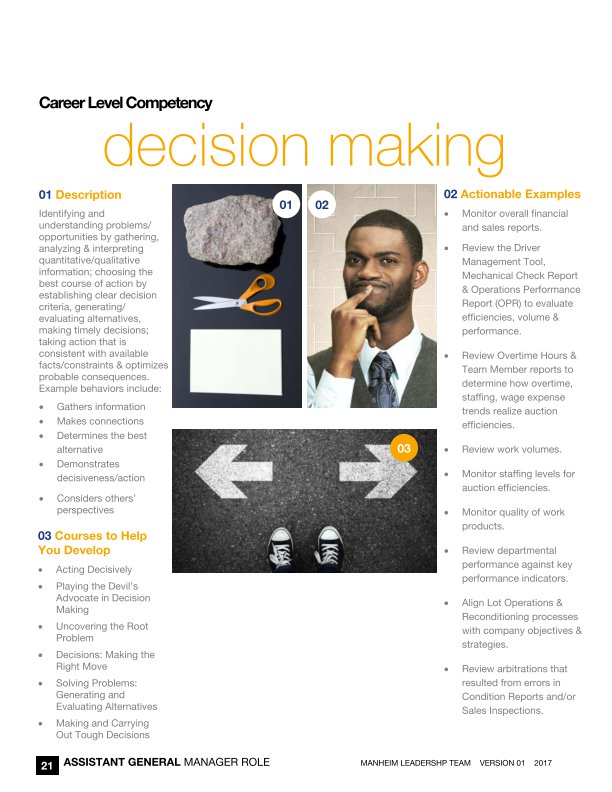 Career Level Competency
decision making
01 Description
Identifying and
understanding problems/
opportunities by gathering,
analyzing & interpreting
quantitative/qualitative
information; choosing the
best course of action by
establishing clear decision
criteria, generating/
evaluating alternatives,
making timely decisions;
taking action that is
consistent with available
facts/constraints & optimizes
probable consequences.
Example behaviors include:
• Gathers information
• Makes connections
• Determines the best
alternative
• Demonstrates
decisiveness/action
• Considers others'
perspectives
03 Courses to Help
You Develop
• Acting Decisively
• Playing the Devil's
Advocate in Decision
Making
• Uncovering the Root
Problem
• Decisions: Making the
Right Move
• Solving Problems:
Generating and
Evaluating Alternatives
• Making and Carrying
Out Tough Decisions
01
02
03
02 Actionable Examples
• Monitor overall financial
and sales reports.
• Review the Driver
Management Tool,
Mechanical Check Report
& Operations Performance
Report (OPR) to evaluate
efficiencies, volume &
performance.
• Review Overtime Hours &
Team Member reports to
determine how overtime,
staffing, wage expense
trends realize auction
efficiencies.
• Review work volumes.
• Monitor staffing levels for
auction efficiencies.
• Monitor quality of work
products.
• Review departmental
performance against key
performance indicators.
• Align Lot Operations &
Reconditioning processes
with company objectives &
strategies.
• Review arbitrations that
resulted from errors in
Condition Reports and/or
Sales Inspections.
21 ASSISTANT GENERAL MANAGER ROLE
MANHEIM LEADERSHP TEAM VERSION 01 2017